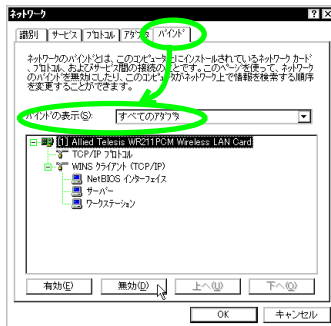 ネットワーク
識別 サービス プロトコル アダプタ バインド
ネットワークのバインドとは、このコンピュータにインストールされているネットワーク カード
、プロトコル、およびサービス間の接続のことです。このページを使って、ネットワーク
のバインドを無効にしたり、このコンピュータがネットワーク上で情報を検索する順序
を変更することができます。
バインドの表示(S): すべてのアダプタ
[1] Allied Telesis WR211PCM Wireless LAN Card
TCP/IP プロトコル
WINS クライアント (TCP/IP)
NetBIOS インターフェイス
サーバー
ワークステーション
有効(E) 無効(D) 上へ(U) 下へ(O)
OK キャンセル